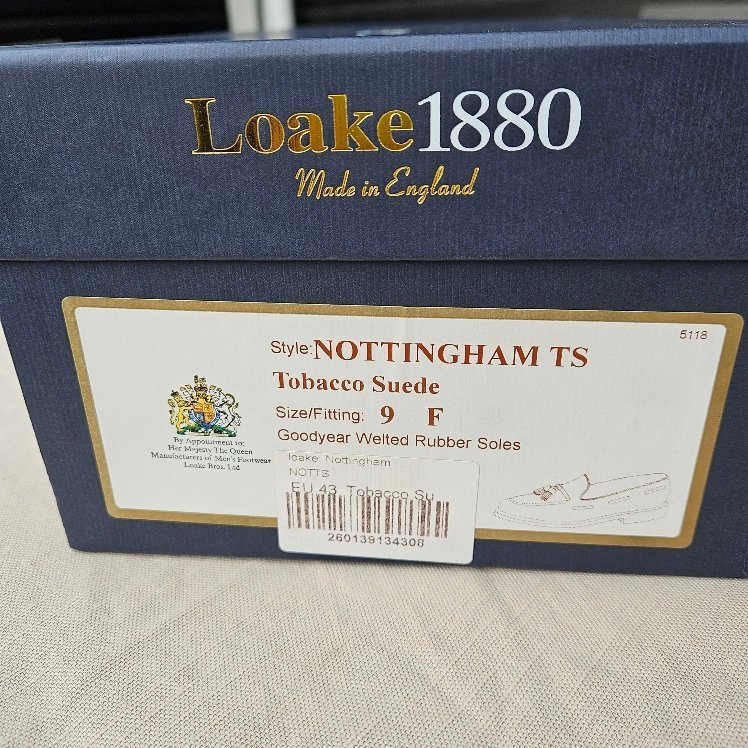 Loake1880
Made in England
5118
Style:NOTTINGHAM TS
Tobacco Suede
Size/Fitting: 9 F
Goodyear Welted Rubber Soles
By Appointment to:
Her Majesty The Queen
Manufacturers of Men's Footwear
Loake Bros. Ltd
loake: Nottingham
NOTTS
EU 43, Tobacco Su
260139134308